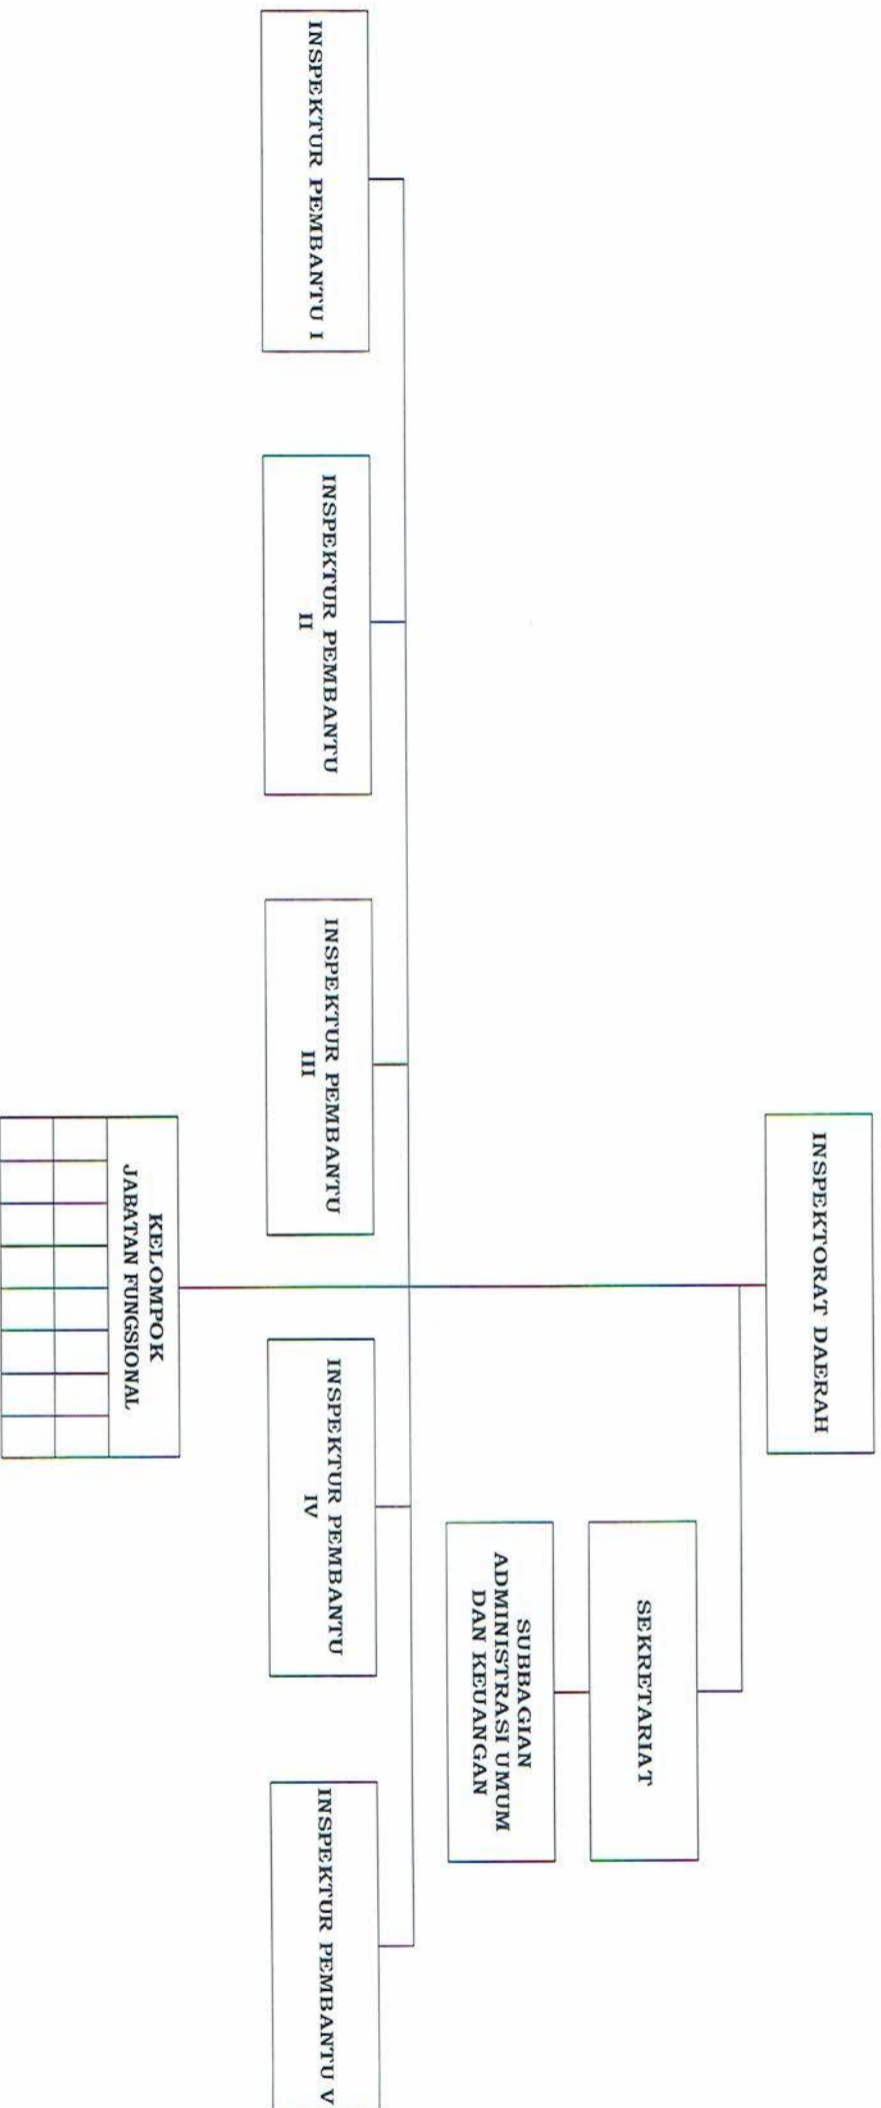 INSPEKTORAT DAERAH
SEKRETARIAT
SUBBAGIAN
ADMINISTRASI UMUM
DAN KEUANGAN
INSPEKTUR PEMBANTU I
INSPEKTUR PEMBANTU
II
INSPEKTUR PEMBANTU
III
INSPEKTUR PEMBANTU
IV
INSPEKTUR PEMBANTU V
KELOMPOK
JABATAN FUNGSIONAL